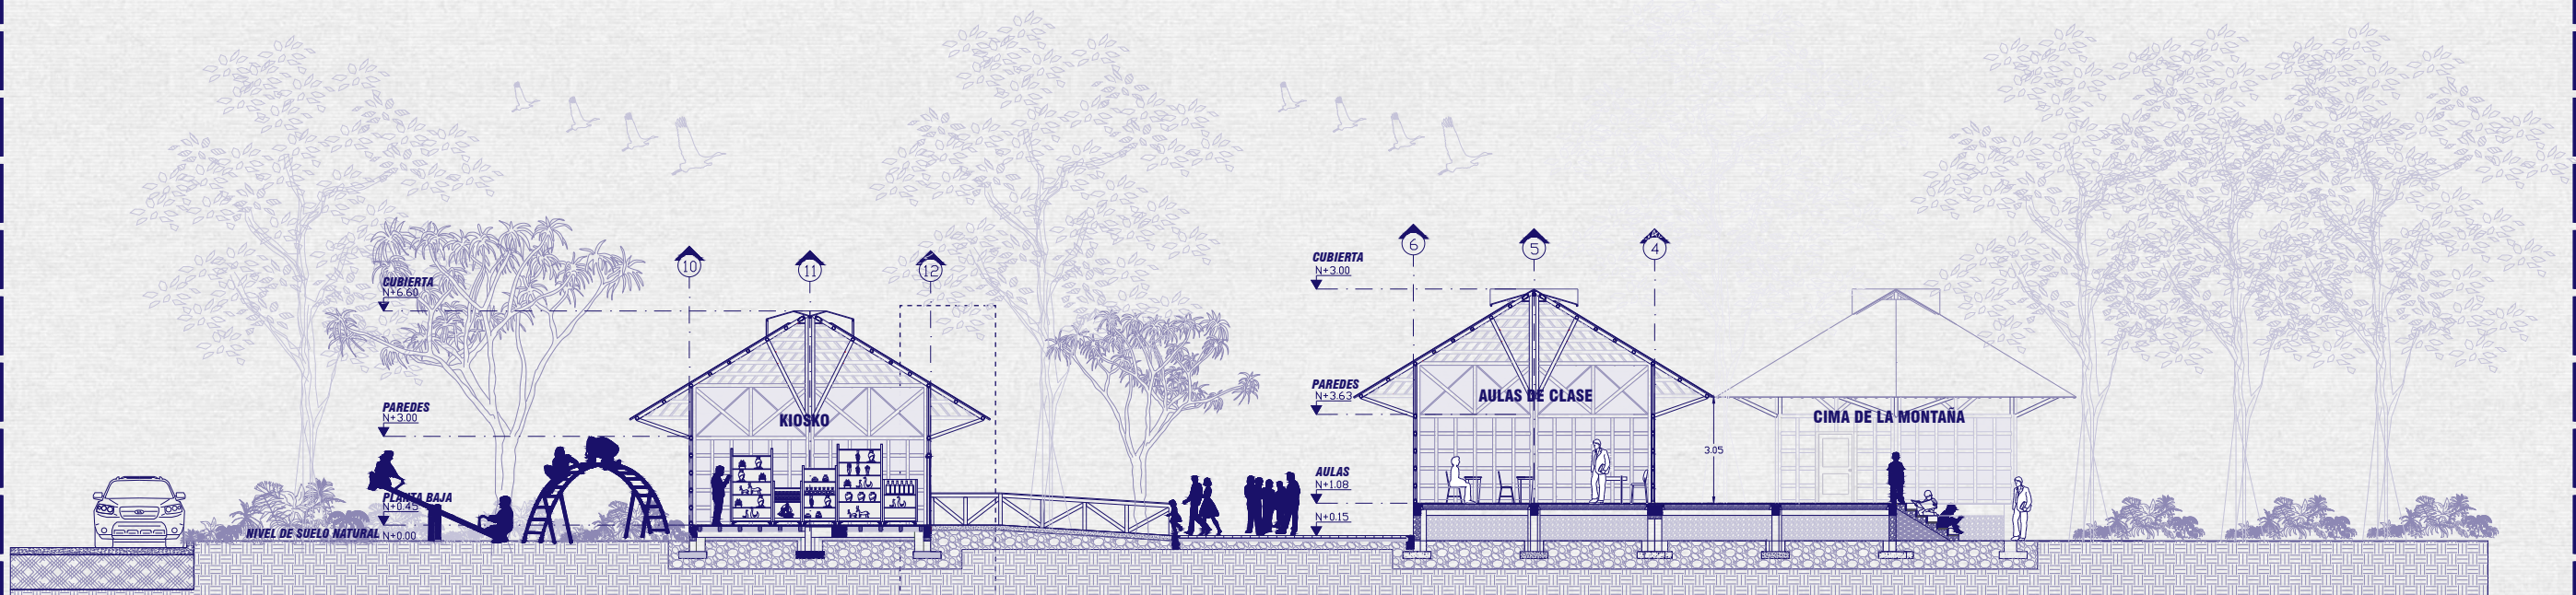 CUBIERTA
N+6.60
PAREDES
N+3.00
PLANTA BAJA
N+0.45
NIVEL DE SUELO NATURAL N+0.00
10
11
12
KIOSKO
CUBIERTA
N+3.00
PAREDES
N+3.63
AULAS
N+1.08
N+0.15
6
5
4
AULAS DE CLASE
3.05
CIMA DE LA MONTAÑA